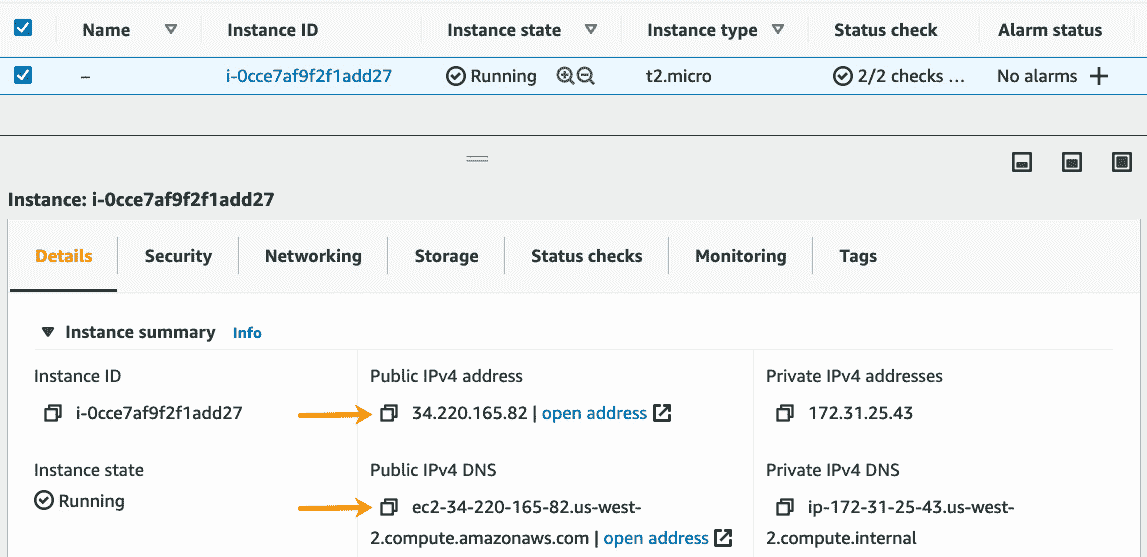 Name Instance ID Instance state Instance type Status check Alarm status
– i-0cce7af9f2f1add27 Running t2.micro 2/2 checks ... No alarms +
Instance: i-0cce7af9f2f1add27
Details Security Networking Storage Status checks Monitoring Tags
Instance summary Info
Instance ID Public IPv4 address Private IPv4 addresses
i-0cce7af9f2f1add27 34.220.165.82 | open address 172.31.25.43
Instance state Public IPv4 DNS Private IPv4 DNS
Running ec2-34-220-165-82.us-west- ip-172-31-25-43.us-west-
2.compute.amazonaws.com | open address 2.compute.internal